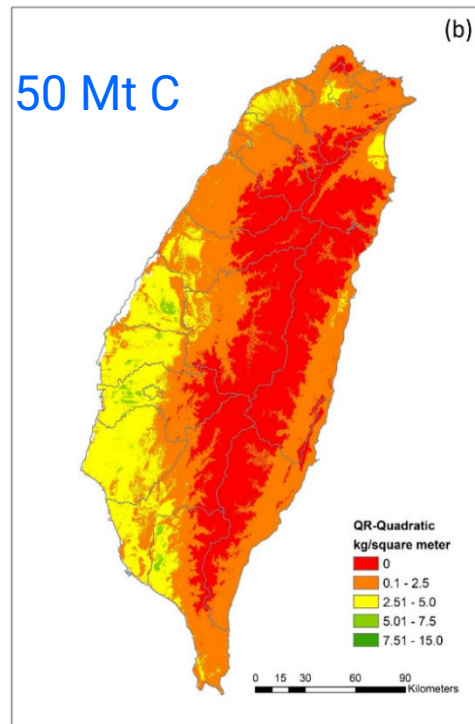 (b)
50 Mt C
QR-Quadratic
kg/square meter
0
0.1 - 2.5
2.51 - 5.0
5.01 - 7.5
7.51 - 15.0
0 15 30 60 90
Kilometers